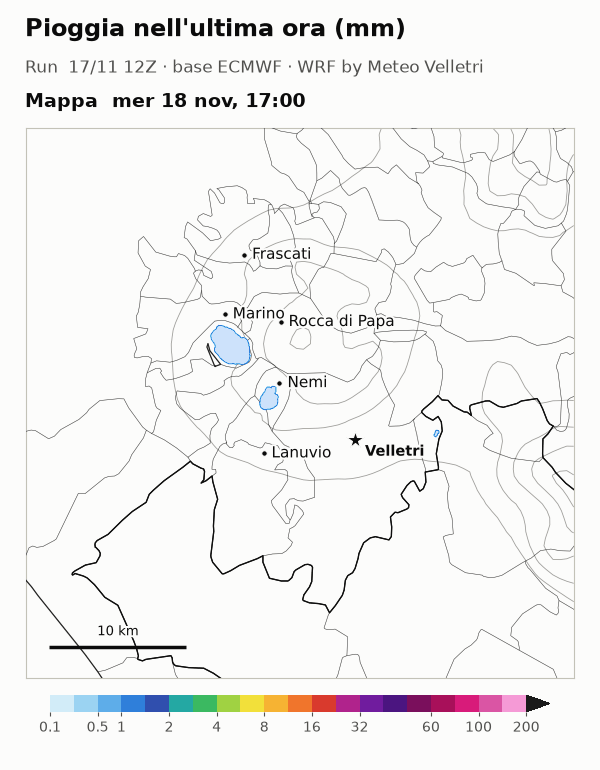 Pioggia nell'ultima ora (mm)
Run  17/11 12Z · base ECMWF · WRF by Meteo Velletri
Mappa  mer 18 nov, 17:00
Frascati
Marino
Rocca di Papa
Nemi
Velletri
Lanuvio
10 km
0.1 0.5 1 2 4 8 16 32 60 100 200